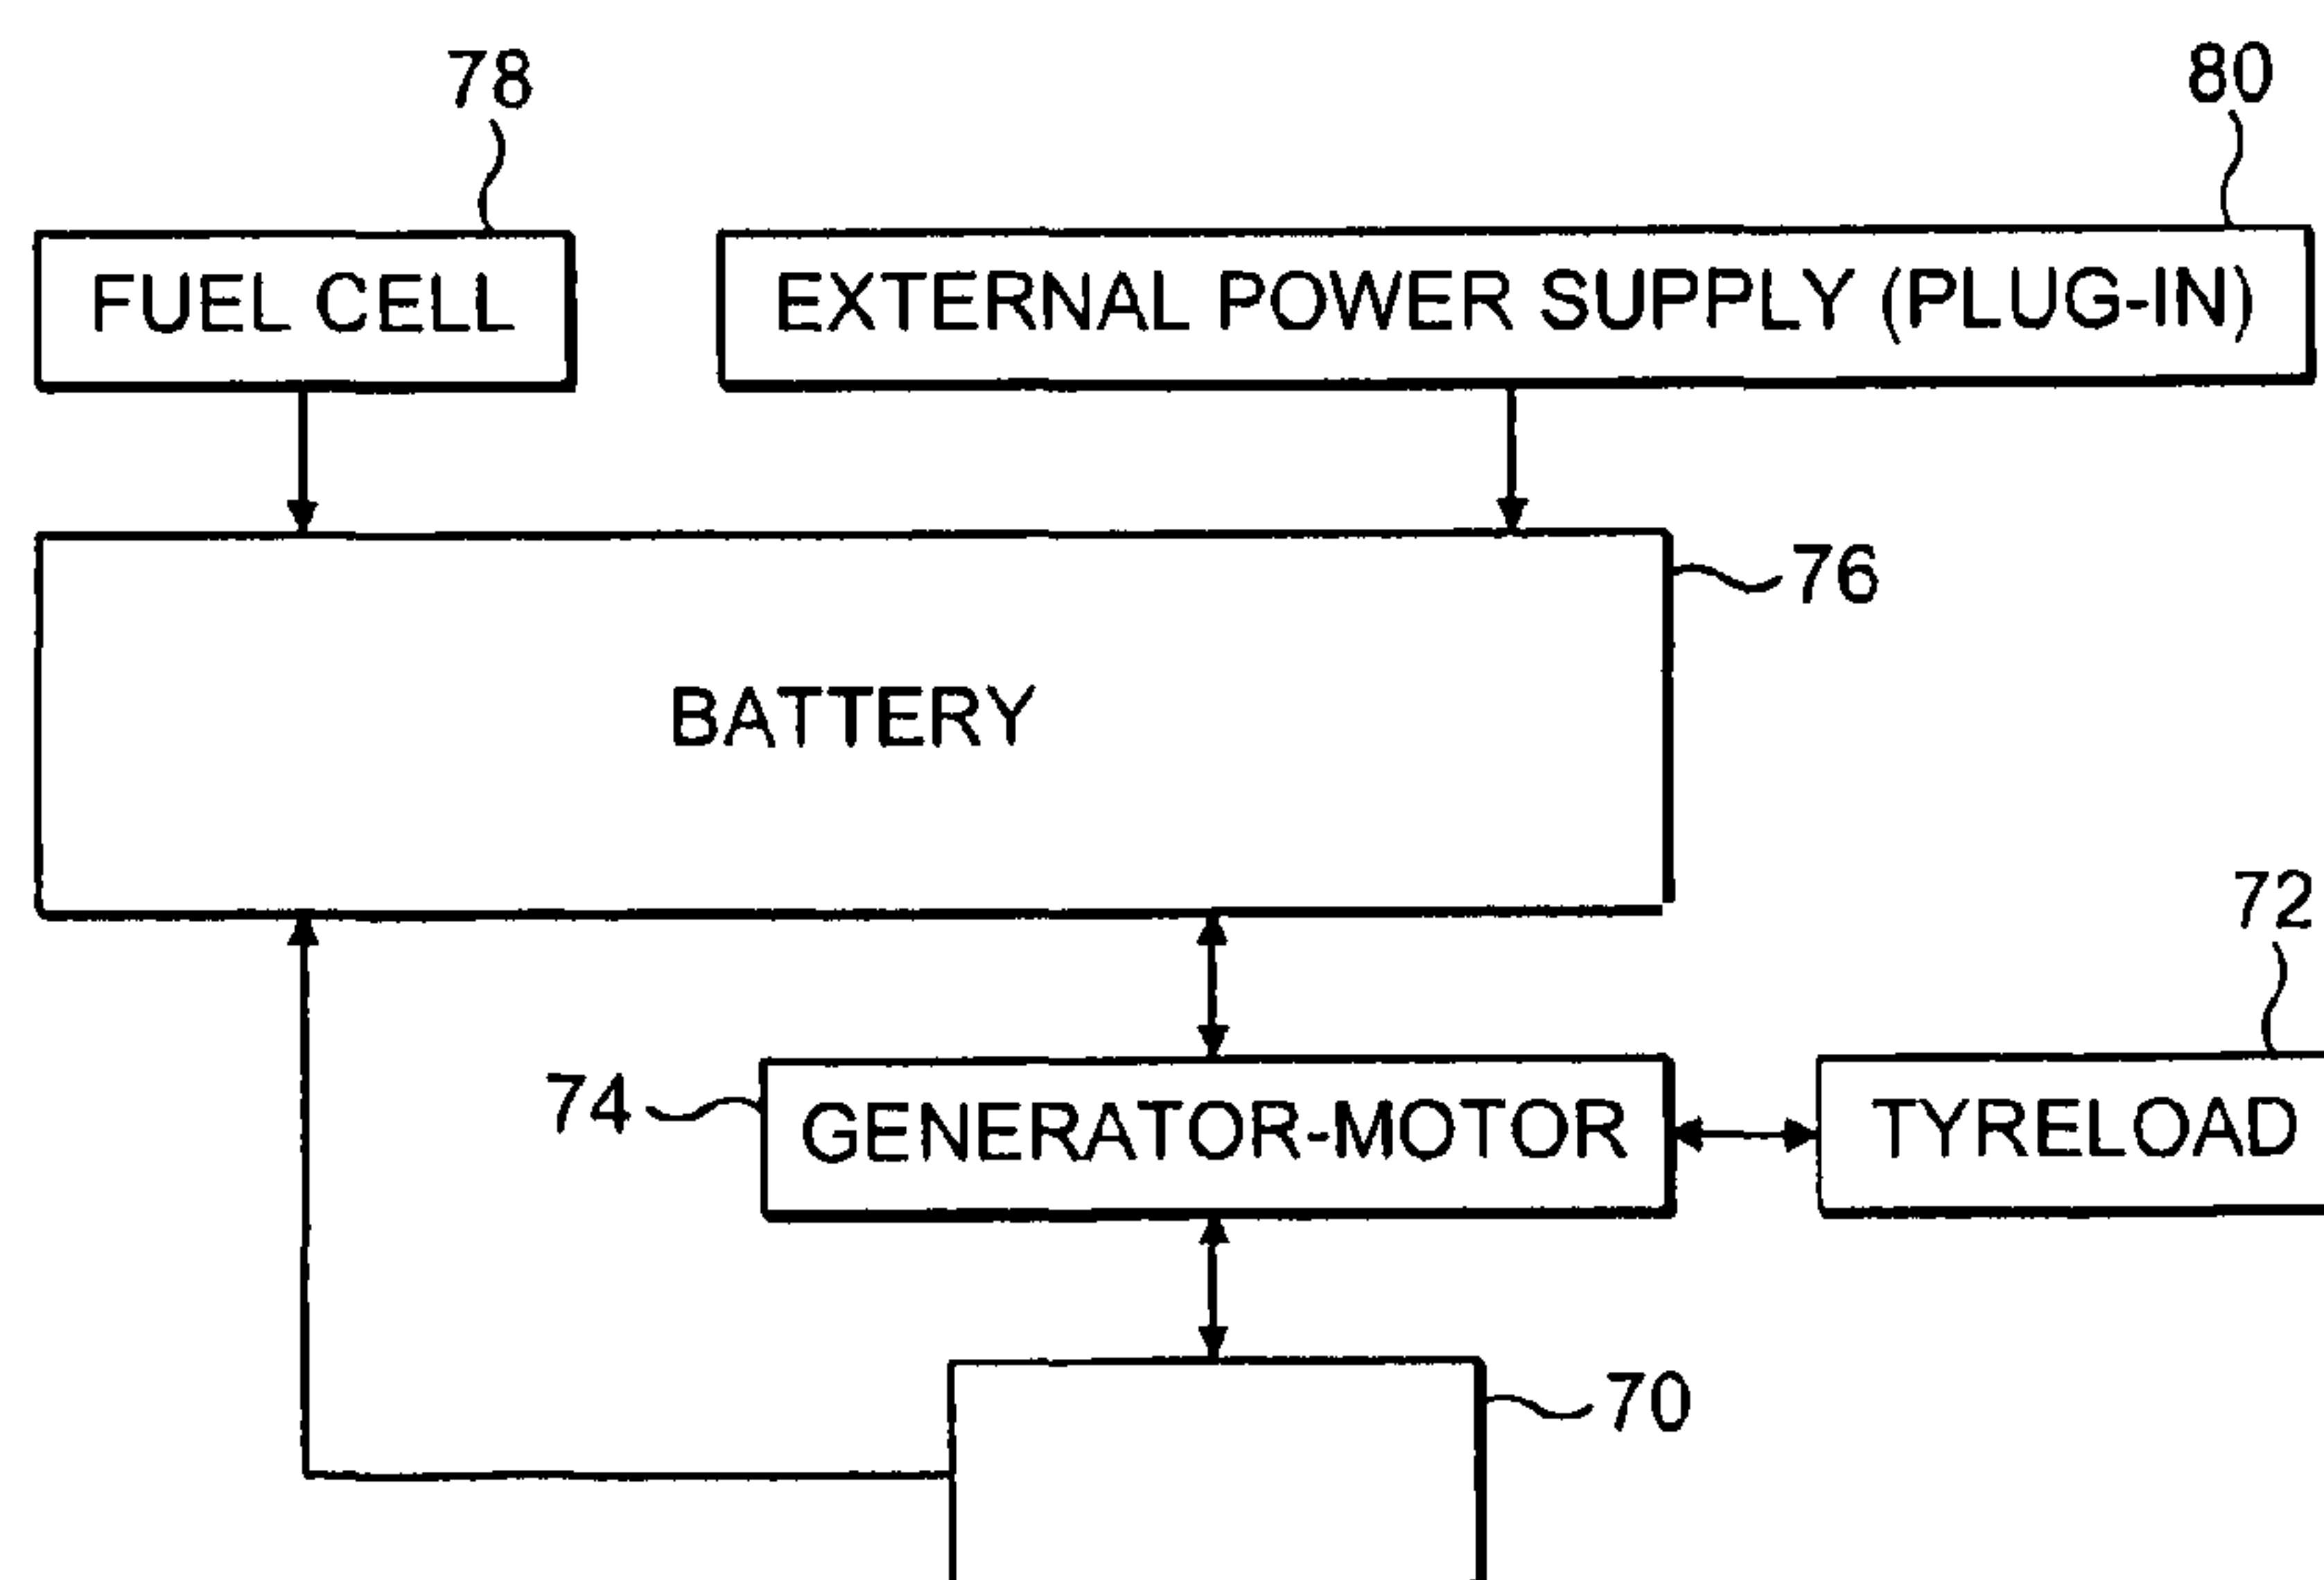 78
80
FUEL CELL
EXTERNAL POWER SUPPLY (PLUG-IN)
76
BATTERY
72
74
GENERATOR-MOTOR
TYRELOAD
70